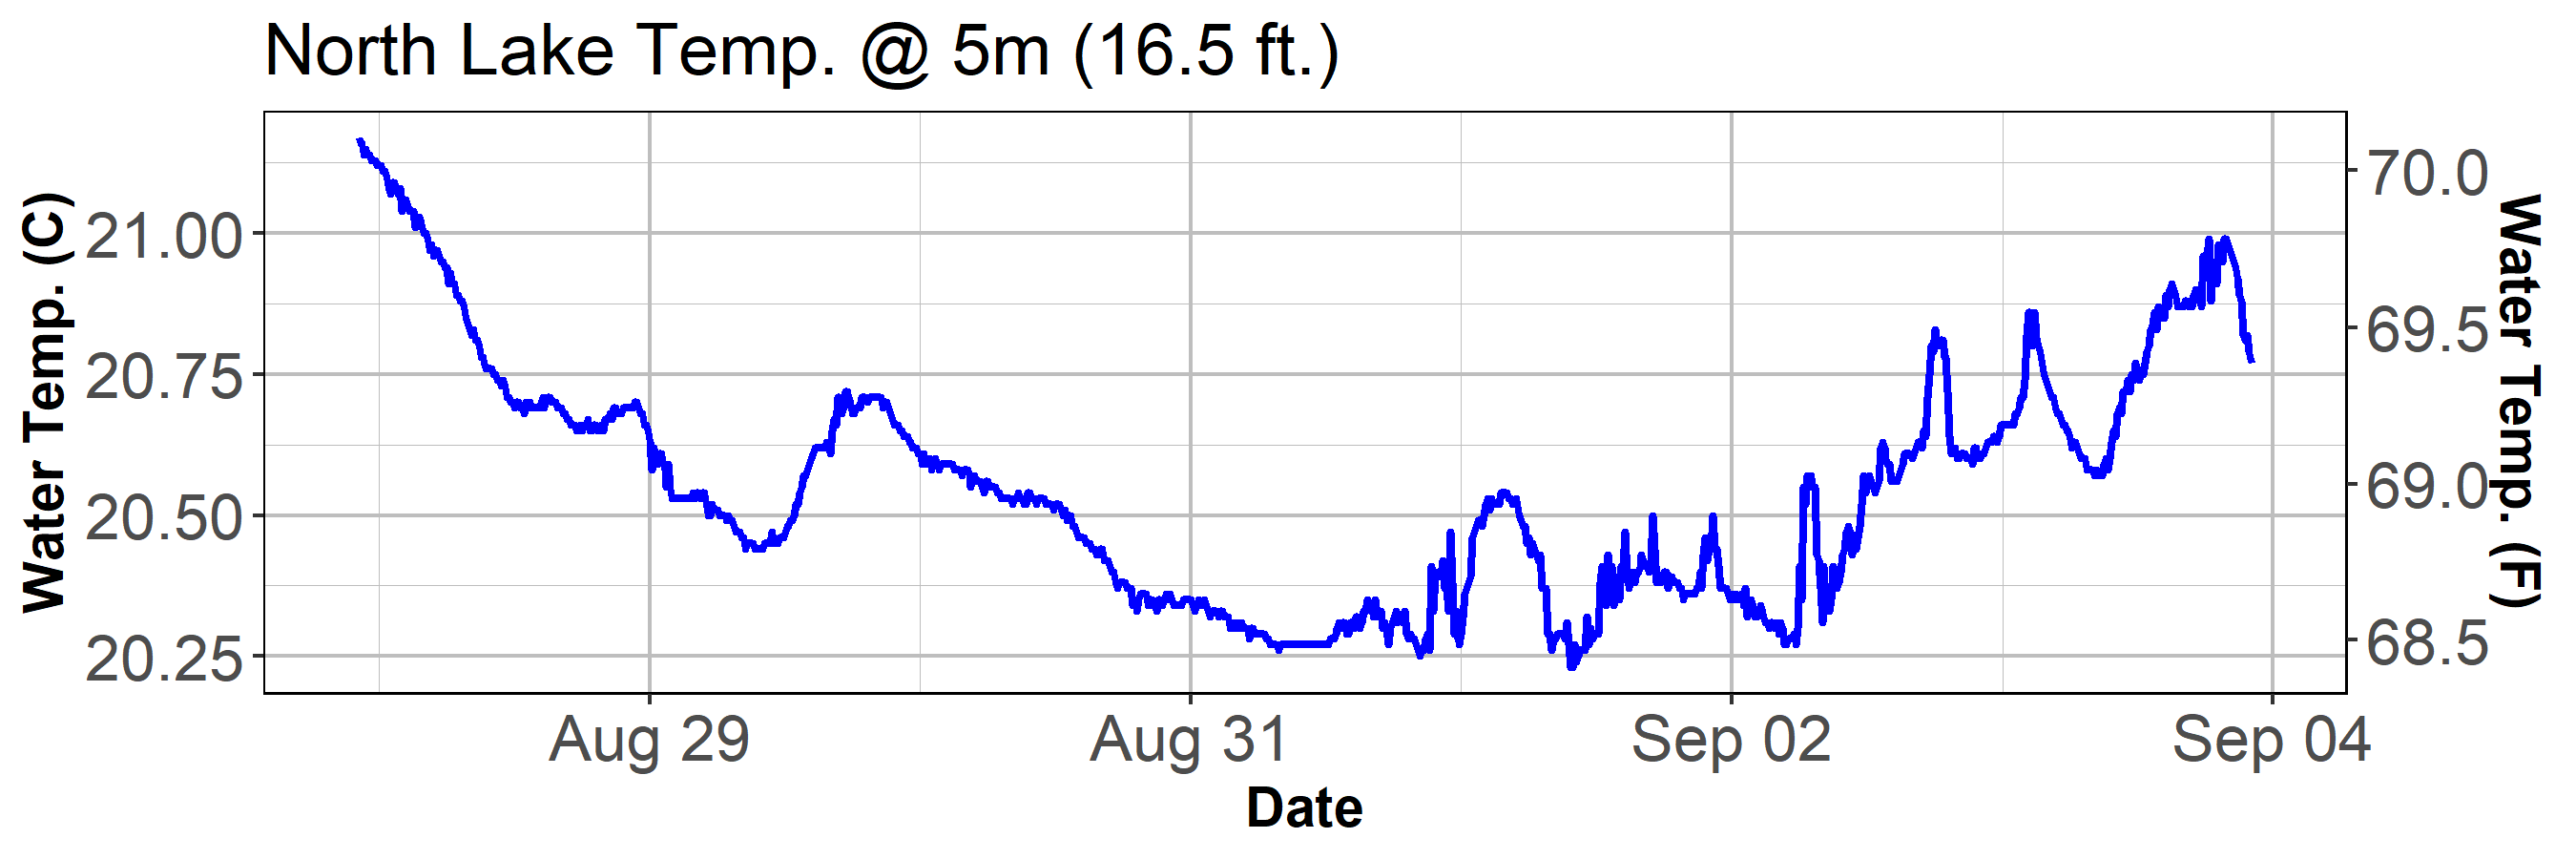 North Lake Temp. @ 5m (16.5 ft.)
Water Temp. (C)
21.00
20.75
20.50
20.25
70.0
69.5
69.0
68.5
Water Temp. (F)
Aug 29 Aug 31 Sep 02 Sep 04
Date